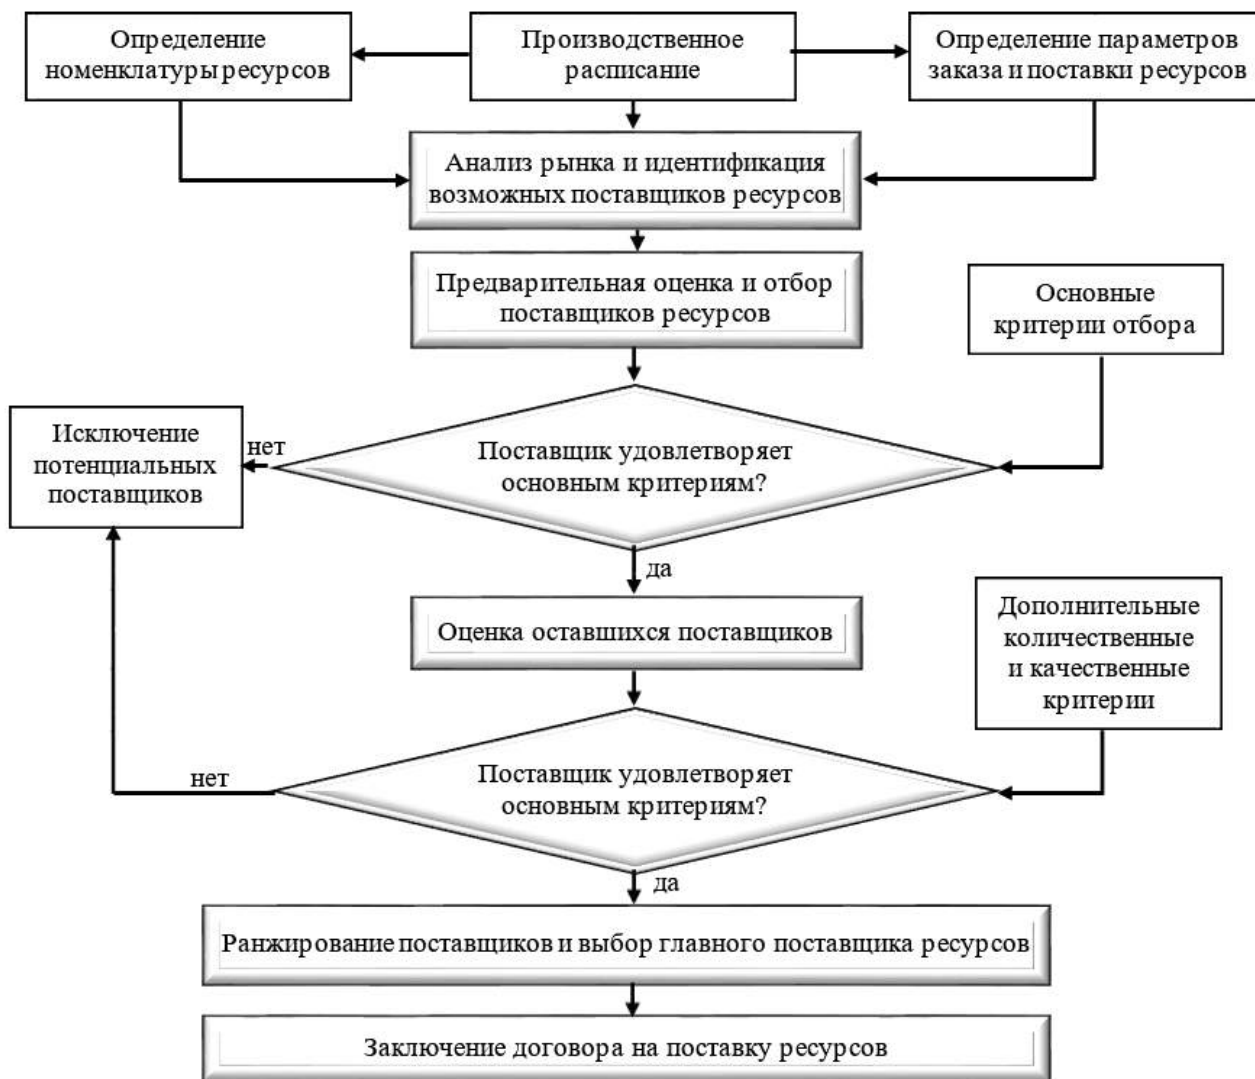 Определение
номенклатуры ресурсов
Производственное
расписание
Определение параметров
заказа и поставки ресурсов
Анализ рынка и идентификация
возможных поставщиков ресурсов
Предварительная оценка и отбор
поставщиков ресурсов
Основные
критерии отбора
Поставщик удовлетворяет
основным критериям?
нет
Исключение
потенциальных
поставщиков
да
Оценка оставшихся поставщиков
Дополнительные
количественные
и качественные
критерии
Поставщик удовлетворяет
основным критериям?
нет
да
Ранжирование поставщиков и выбор главного поставщика ресурсов
Заключение договора на поставку ресурсов